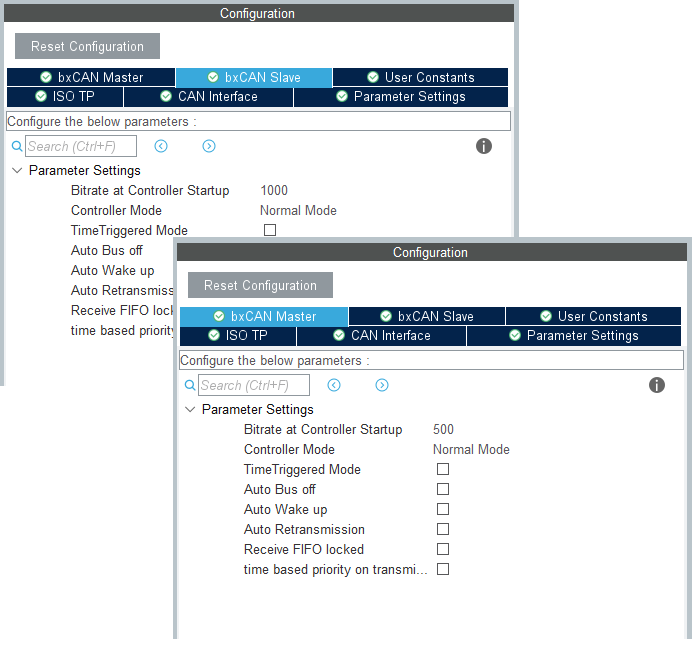 Configuration
Reset Configuration
bxCAN Master bxCAN Slave User Constants
ISO TP CAN Interface Parameter Settings
Configure the below parameters :
Search (Ctrl+F)
Parameter Settings
Bitrate at Controller Startup 1000
Controller Mode Normal Mode
TimeTriggered Mode
Auto Bus off
Auto Wake up
Auto Retransmiss
Receive FIFO lock
time based priority
Configuration
Reset Configuration
bxCAN Master bxCAN Slave User Constants
ISO TP CAN Interface Parameter Settings
Configure the below parameters :
Search (Ctrl+F)
Parameter Settings
Bitrate at Controller Startup 500
Controller Mode Normal Mode
TimeTriggered Mode
Auto Bus off
Auto Wake up
Auto Retransmission
Receive FIFO locked
time based priority on transmi...